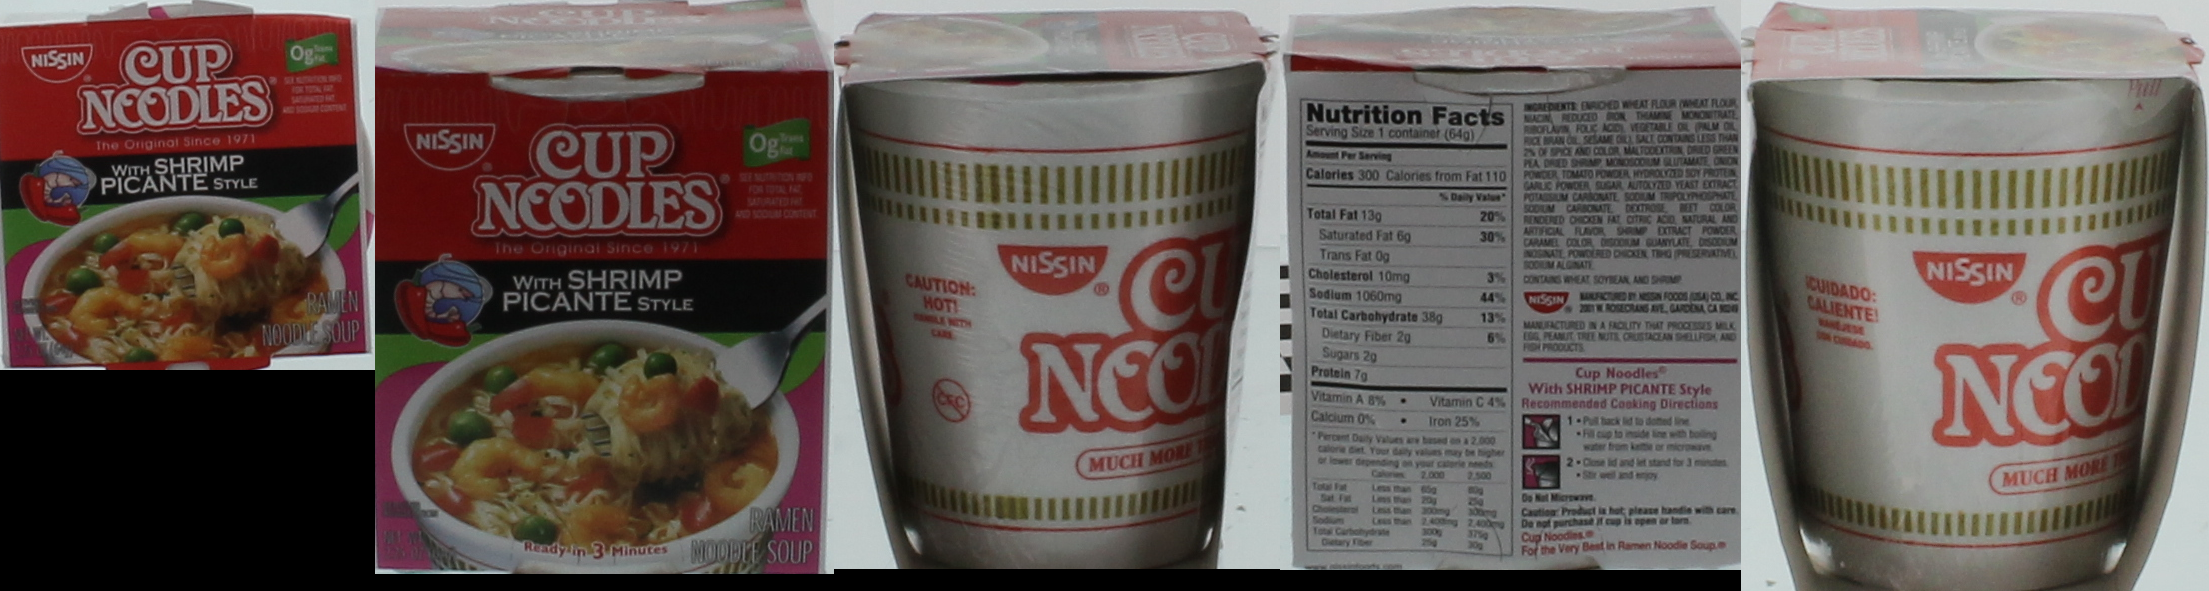 NISSIN
CUP
NOODLES
®
The Original Since 1971
0g Trans
Fat
SEE NUTRITION INFO
FOR TOTAL FAT,
SATURATED FAT
AND SODIUM CONTENT
WITH SHRIMP
PICANTE STYLE
RAMEN
NOODLE SOUP
NISSIN
®
CUP
NOODLES
®
The Original Since 1971
0g Trans
Fat
SEE NUTRITION INFO
FOR TOTAL FAT,
SATURATED FAT
AND SODIUM CONTENT
WITH SHRIMP
PICANTE STYLE
Ready in 3 Minutes
RAMEN
NOODLE SOUP
NISSIN
®
CAUTION:
HOT!
HANDLE WITH
CARE
CFC
CU
NOOD
MUCH MORE
Nutrition Facts
Serving Size 1 container (64g)
Amount Per Serving
Calories 300 Calories from Fat 110
% Daily Value*
Total Fat 13g 20%
Saturated Fat 6g 30%
Trans Fat 0g
Cholesterol 10mg 3%
Sodium 1060mg 44%
Total Carbohydrate 38g 13%
Dietary Fiber 2g 6%
Sugars 2g
Protein 7g
Vitamin A 8% • Vitamin C 4%
Calcium 0% • Iron 25%
* Percent Daily Values are based on a 2,000
calorie diet. Your daily values may be higher
or lower depending on your calorie needs.
Calories: 2,000 2,500
Total Fat Less than 65g 80g
Sat. Fat Less than 20g 25g
Cholesterol Less than 300mg 300mg
Sodium Less than 2,400mg 2,400mg
Total Carbohydrate 300g 375g
Dietary Fiber 25g 30g
www.nissinfoods.com
INGREDIENTS: ENRICHED WHEAT FLOUR (WHEAT FLOUR,
NIACIN, REDUCED IRON, THIAMINE MONONITRATE,
RIBOFLAVIN, FOLIC ACID), VEGETABLE OIL (PALM OIL,
RICE BRAN OIL, SESAME OIL), SALT, CONTAINS LESS THAN
2% OF SPICE AND COLOR, MALTODEXTRIN, DRIED GREEN
PEA, DRIED SHRIMP, MONOSODIUM GLUTAMATE, ONION
POWDER, TOMATO POWDER, HYDROLYZED SOY PROTEIN,
GARLIC POWDER, SUGAR, AUTOLYZED YEAST EXTRACT,
POTASSIUM CARBONATE, SODIUM TRIPOLYPHOSPHATE,
SODIUM CARBONATE, DEXTROSE, BEET COLOR,
RENDERED CHICKEN FAT, CITRIC ACID, NATURAL AND
ARTIFICIAL FLAVOR, SHRIMP EXTRACT POWDER,
CARAMEL COLOR, DISODIUM GUANYLATE, DISODIUM
INOSINATE, POWDERED CHICKEN, TBHQ (PRESERVATIVE),
SODIUM ALGINATE.
CONTAINS WHEAT, SOYBEAN, AND SHRIMP.
NISSIN
®
MANUFACTURED BY: NISSIN FOODS (USA) CO., INC.
2001 W. ROSECRANS AVE., GARDENA, CA 90249
MANUFACTURED IN A FACILITY THAT PROCESSES MILK,
EGG, PEANUT, TREE NUTS, CRUSTACEAN SHELLFISH, AND
FISH PRODUCTS.
Cup Noodles®
With SHRIMP PICANTE Style
Recommended Cooking Directions
1 • Pull back lid to dotted line.
• Fill cup to inside line with boiling
water from kettle or microwave.
2 • Close lid and let stand for 3 minutes.
• Stir well and enjoy.
Do Not Microwave.
Caution: Product is hot; please handle with care.
Do not purchase if cup is open or torn.
Cup Noodles.®
For the Very Best in Ramen Noodle Soup.®
NISSIN
®
¡CUIDADO:
CALIENTE!
MANEJESE
CON CUIDADO.
CU
NOOD
MUCH MORE